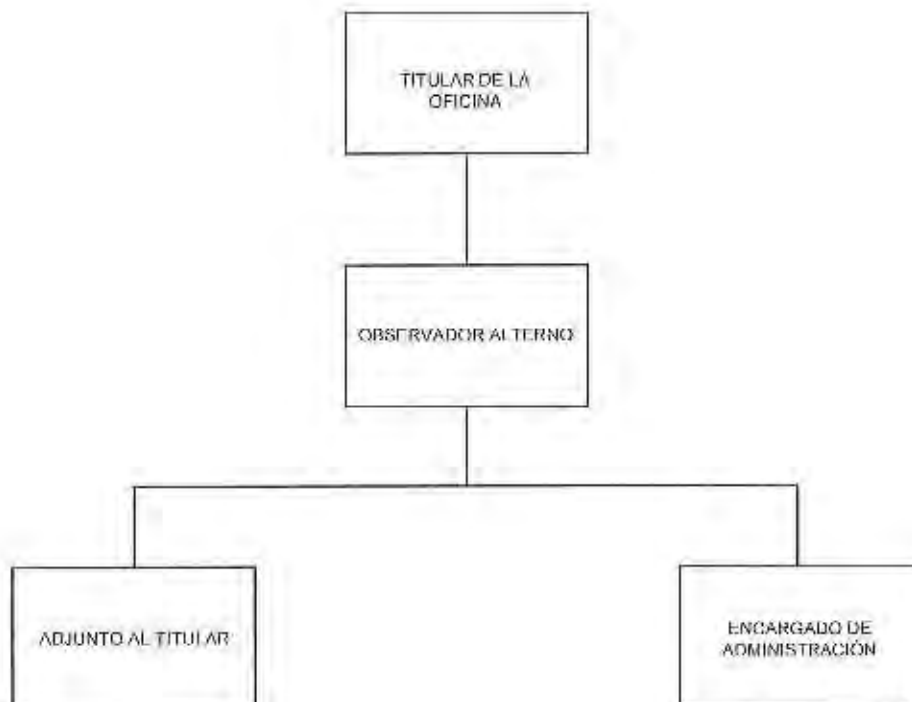 TITULAR DE LA
OFICINA
OBSERVADOR ALTERNO
ADJUNTO AL TITULAR
ENCARGADO DE
ADMINISTRACIÓN